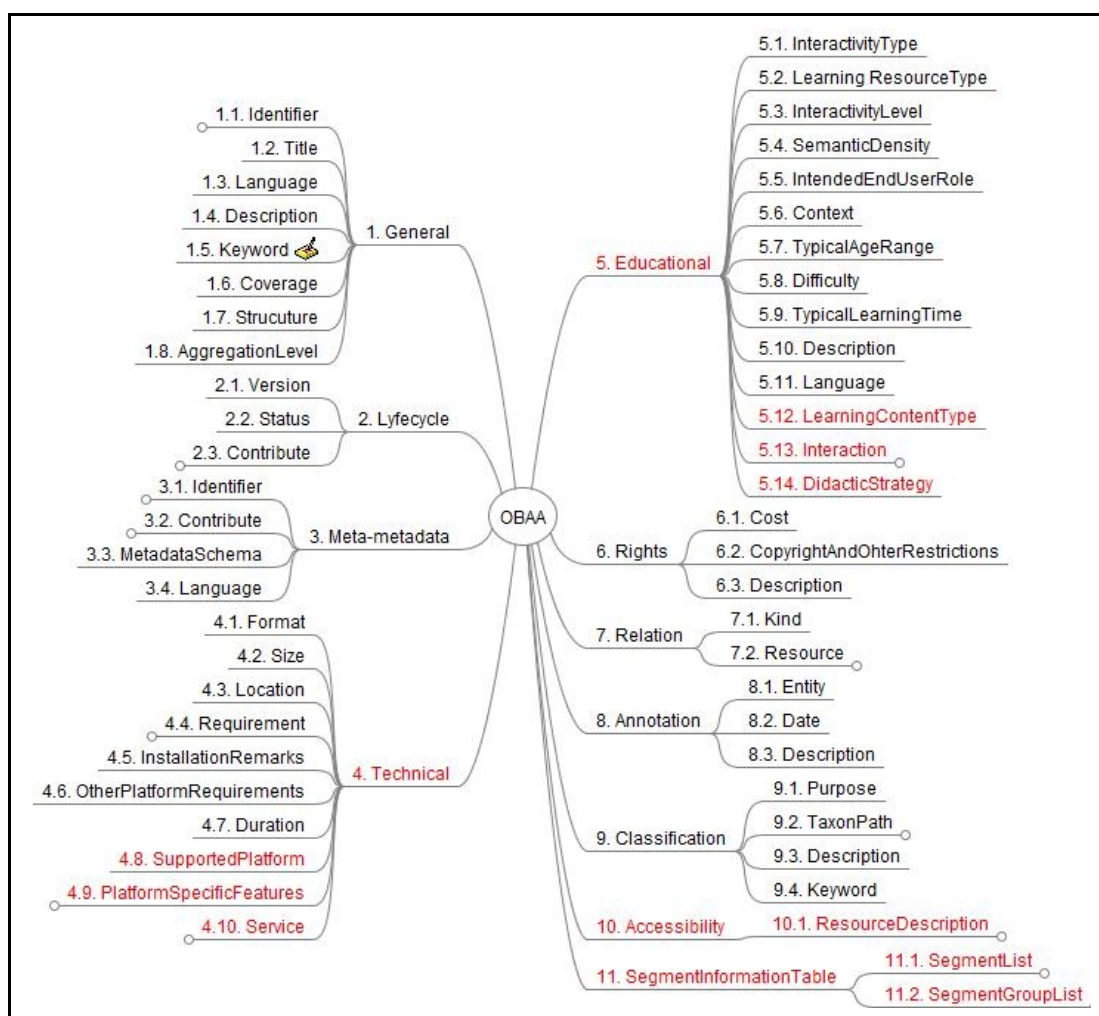 OBAA
1. General
1.1. Identifier
1.2. Title
1.3. Language
1.4. Description
1.5. Keyword
1.6. Coverage
1.7. Strucuture
1.8. AggregationLevel
2. Lyfecycle
2.1. Version
2.2. Status
2.3. Contribute
3. Meta-metadata
3.1. Identifier
3.2. Contribute
3.3. MetadataSchema
3.4. Language
4. Technical
4.1. Format
4.2. Size
4.3. Location
4.4. Requirement
4.5. InstallationRemarks
4.6. OtherPlatformRequirements
4.7. Duration
4.8. SupportedPlatform
4.9. PlatformSpecificFeatures
4.10. Service
5. Educational
5.1. InteractivityType
5.2. Learning ResourceType
5.3. InteractivityLevel
5.4. SemanticDensity
5.5. IntendedEndUserRole
5.6. Context
5.7. TypicalAgeRange
5.8. Difficulty
5.9. TypicalLearningTime
5.10. Description
5.11. Language
5.12. LearningContentType
5.13. Interaction
5.14. DidacticStrategy
6. Rights
6.1. Cost
6.2. CopyrightAndOhterRestrictions
6.3. Description
7. Relation
7.1. Kind
7.2. Resource
8. Annotation
8.1. Entity
8.2. Date
8.3. Description
9. Classification
9.1. Purpose
9.2. TaxonPath
9.3. Description
9.4. Keyword
10. Accessibility
10.1. ResourceDescription
11. SegmentInformationTable
11.1. SegmentList
11.2. SegmentGroupList